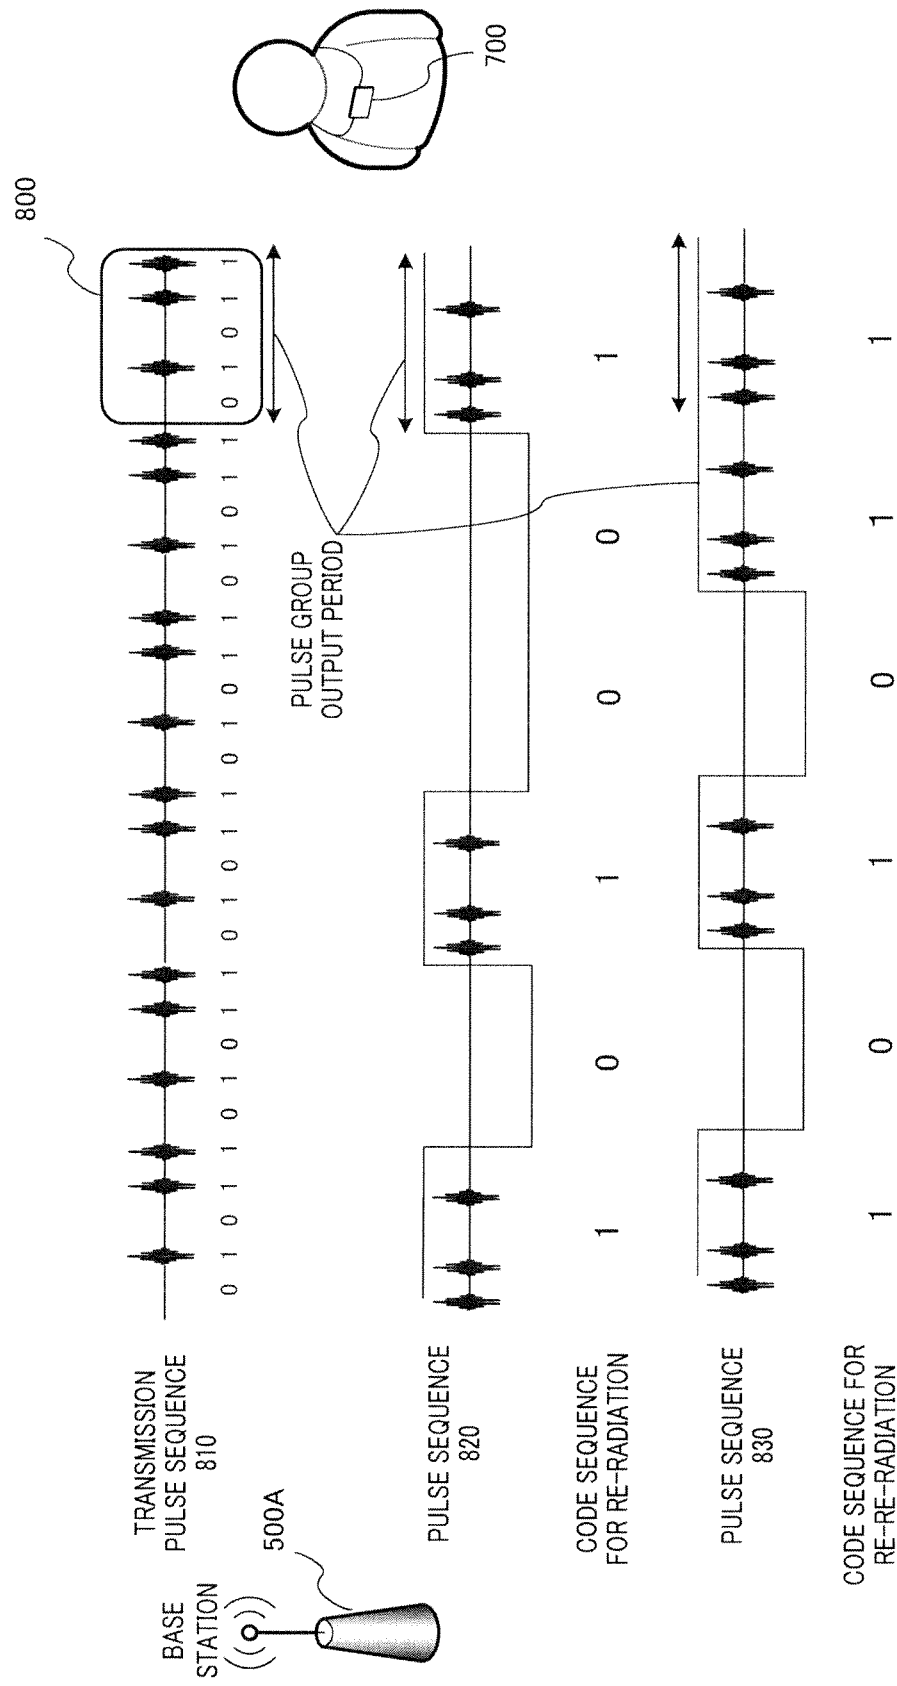 800
BASE
STATION
500A
TRANSMISSION
PULSE SEQUENCE
810
0 1 0 1 1 0 1 0 1 1 0 1 0 1 1 0 1 0 1 1 0 1 0 1 1 0 1 0 1 1
700
PULSE GROUP
OUTPUT PERIOD
PULSE SEQUENCE
820
CODE SEQUENCE
FOR RE-RADIATION
1 0 1 0 0 1
PULSE SEQUENCE
830
CODE SEQUENCE FOR
RE-RE-RADIATION
1 0 1 0 1 1